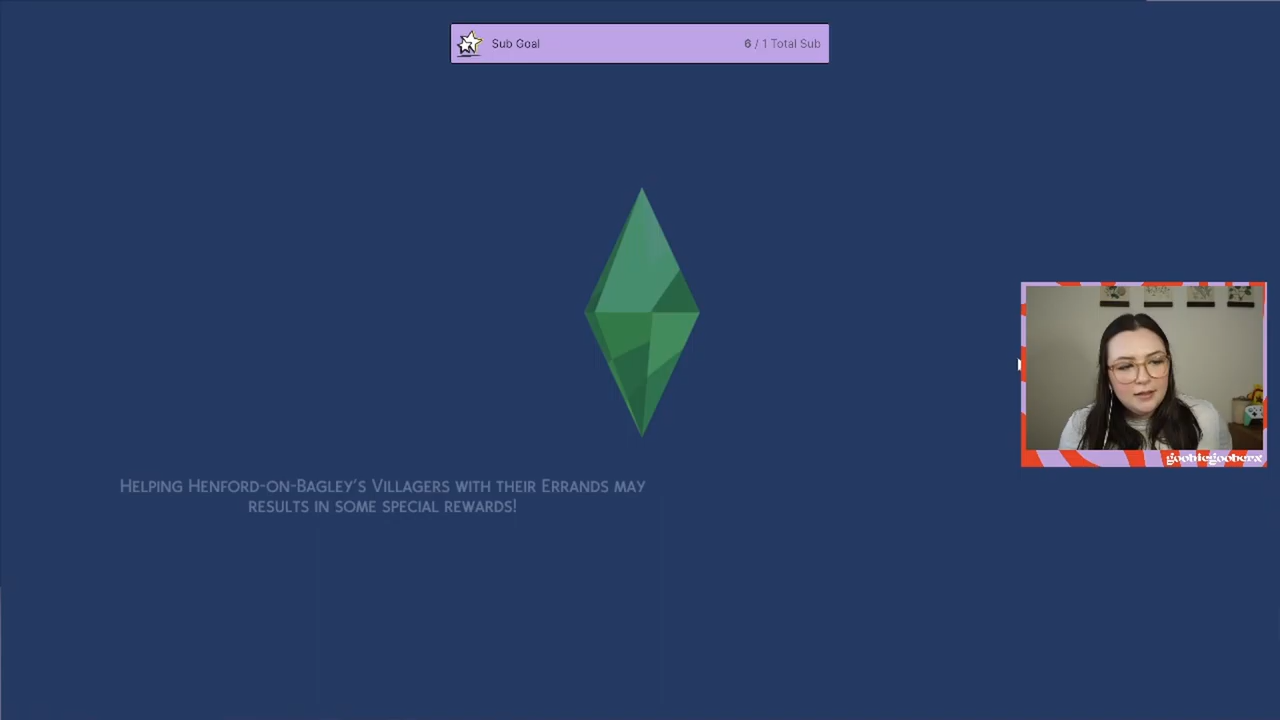 Sub Goal 6 / 1 Total Sub
HELPING HENFORD-ON-BAGLEY'S VILLAGERS WITH THEIR ERRANDS MAY
RESULTS IN SOME SPECIAL REWARDS!
goobiegooberx